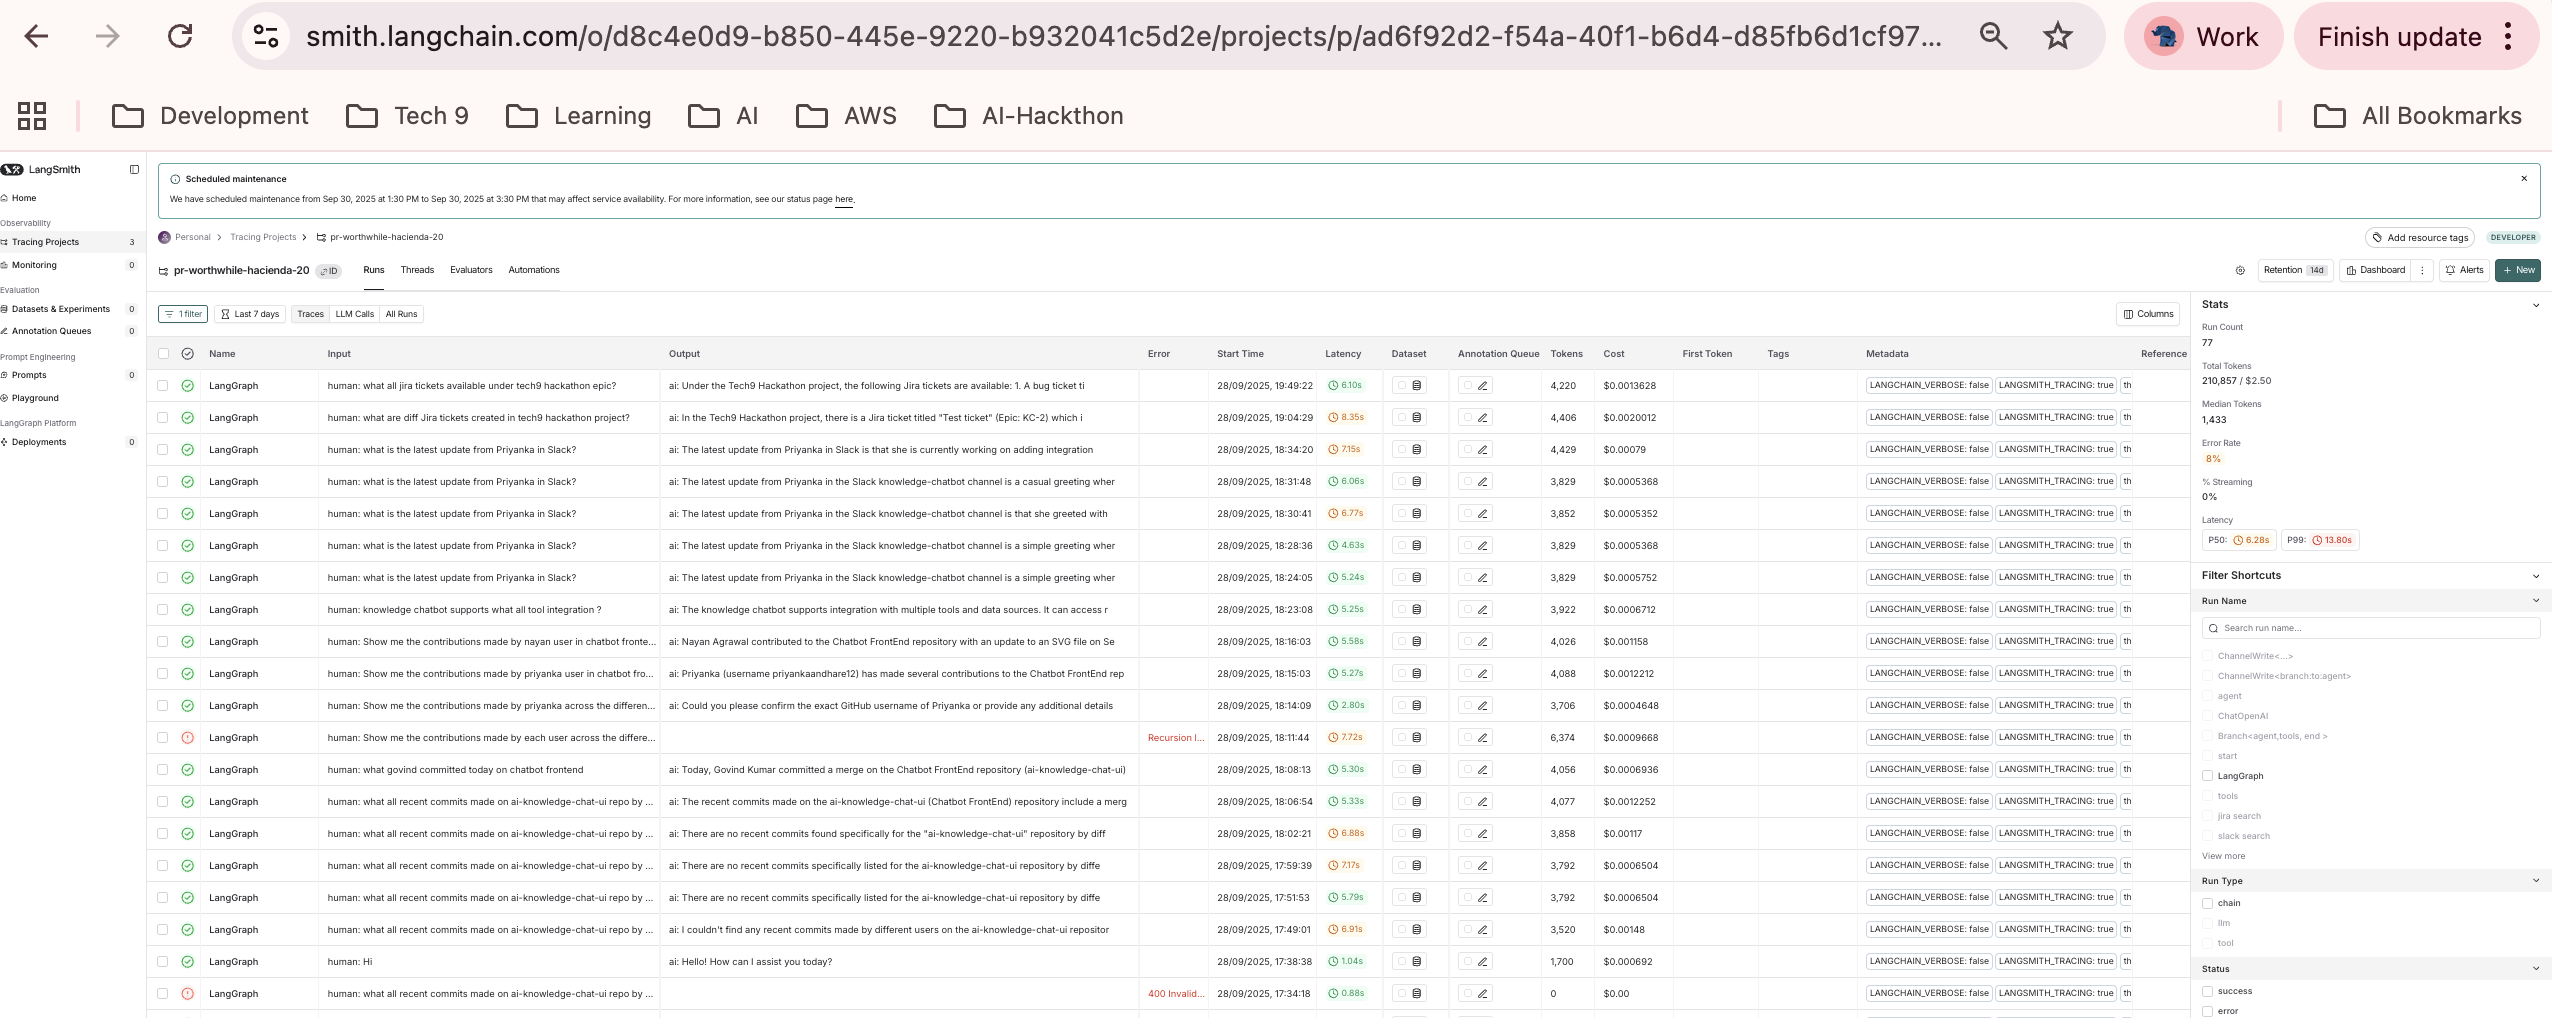 smith.langchain.com/o/d8c4e0d9-b850-445e-9220-b932041c5d2e/projects/p/ad6f92d2-f54a-40f1-b6d4-d85fb6d1cf97... Work Finish update
Development Tech 9 Learning AI AWS AI-Hackthon All Bookmarks
LangSmith
Home
Observability
Tracing Projects 3
Monitoring 0
Evaluation
Datasets & Experiments 0
Annotation Queues 0
Prompt Engineering
Prompts 0
Playground
LangGraph Platform
Deployments 0
Scheduled maintenance
We have scheduled maintenance from Sep 30, 2025 at 1:30 PM to Sep 30, 2025 at 3:30 PM that may affect service availability. For more information, see our status page here.
Personal > Tracing Projects > pr-worthwhile-hacienda-20 Add resource tags DEVELOPER
pr-worthwhile-hacienda-20 ID Runs Threads Evaluators Automations Retention 14d Dashboard Alerts + New
1 filter Last 7 days Traces LLM Calls All Runs Columns
Name Input Output Error Start Time Latency Dataset Annotation Queue Tokens Cost First Token Tags Metadata Reference
LangGraph human: what all jira tickets available under tech9 hackathon epic? ai: Under the Tech9 Hackathon project, the following Jira tickets are available: 1. A bug ticket ti 28/09/2025, 19:49:22 6.10s 4,220 $0.0013628 LANGCHAIN_VERBOSE: false LANGSMITH_TRACING: true th
LangGraph human: what are diff Jira tickets created in tech9 hackathon project? ai: In the Tech9 Hackathon project, there is a Jira ticket titled "Test ticket" (Epic: KC-2) which i 28/09/2025, 19:04:29 8.35s 4,406 $0.0020012 LANGCHAIN_VERBOSE: false LANGSMITH_TRACING: true th
LangGraph human: what is the latest update from Priyanka in Slack? ai: The latest update from Priyanka in Slack is that she is currently working on adding integration 28/09/2025, 18:34:20 7.15s 4,429 $0.00079 LANGCHAIN_VERBOSE: false LANGSMITH_TRACING: true th
LangGraph human: what is the latest update from Priyanka in Slack? ai: The latest update from Priyanka in the Slack knowledge-chatbot channel is a casual greeting wher 28/09/2025, 18:31:48 6.06s 3,829 $0.0005368 LANGCHAIN_VERBOSE: false LANGSMITH_TRACING: true th
LangGraph human: what is the latest update from Priyanka in Slack? ai: The latest update from Priyanka in the Slack knowledge-chatbot channel is that she greeted with 28/09/2025, 18:30:41 6.77s 3,852 $0.0005352 LANGCHAIN_VERBOSE: false LANGSMITH_TRACING: true th
LangGraph human: what is the latest update from Priyanka in Slack? ai: The latest update from Priyanka in the Slack knowledge-chatbot channel is a simple greeting wher 28/09/2025, 18:28:36 4.63s 3,829 $0.0005368 LANGCHAIN_VERBOSE: false LANGSMITH_TRACING: true th
LangGraph human: what is the latest update from Priyanka in Slack? ai: The latest update from Priyanka in the Slack knowledge-chatbot channel is a simple greeting wher 28/09/2025, 18:24:05 5.24s 3,829 $0.0005752 LANGCHAIN_VERBOSE: false LANGSMITH_TRACING: true th
LangGraph human: knowledge chatbot supports what all tool integration ? ai: The knowledge chatbot supports integration with multiple tools and data sources. It can access r 28/09/2025, 18:23:08 5.25s 3,922 $0.0006712 LANGCHAIN_VERBOSE: false LANGSMITH_TRACING: true th
LangGraph human: Show me the contributions made by nayan user in chatbot fronte... ai: Nayan Agrawal contributed to the Chatbot FrontEnd repository with an update to an SVG file on Se 28/09/2025, 18:16:03 5.58s 4,026 $0.001158 LANGCHAIN_VERBOSE: false LANGSMITH_TRACING: true th
LangGraph human: Show me the contributions made by priyanka user in chatbot fro... ai: Priyanka (username priyankaandhare12) has made several contributions to the Chatbot FrontEnd rep 28/09/2025, 18:15:03 5.27s 4,088 $0.0012212 LANGCHAIN_VERBOSE: false LANGSMITH_TRACING: true th
LangGraph human: Show me the contributions made by priyanka across the differen... ai: Could you please confirm the exact GitHub username of Priyanka or provide any additional details 28/09/2025, 18:14:09 2.80s 3,706 $0.0004648 LANGCHAIN_VERBOSE: false LANGSMITH_TRACING: true th
LangGraph human: Show me the contributions made by each user across the differe... Recursion l... 28/09/2025, 18:11:44 7.72s 6,374 $0.0009668 LANGCHAIN_VERBOSE: false LANGSMITH_TRACING: true th
LangGraph human: what govind committed today on chatbot frontend ai: Today, Govind Kumar committed a merge on the Chatbot FrontEnd repository (ai-knowledge-chat-ui) 28/09/2025, 18:08:13 5.30s 4,056 $0.0006936 LANGCHAIN_VERBOSE: false LANGSMITH_TRACING: true th
LangGraph human: what all recent commits made on ai-knowledge-chat-ui repo by ... ai: The recent commits made on the ai-knowledge-chat-ui (Chatbot FrontEnd) repository include a merg 28/09/2025, 18:06:54 5.33s 4,077 $0.0012252 LANGCHAIN_VERBOSE: false LANGSMITH_TRACING: true th
LangGraph human: what all recent commits made on ai-knowledge-chat-ui repo by ... ai: There are no recent commits found specifically for the "ai-knowledge-chat-ui" repository by diff 28/09/2025, 18:02:21 6.88s 3,858 $0.00117 LANGCHAIN_VERBOSE: false LANGSMITH_TRACING: true th
LangGraph human: what all recent commits made on ai-knowledge-chat-ui repo by ... ai: There are no recent commits specifically listed for the ai-knowledge-chat-ui repository by diffe 28/09/2025, 17:59:39 7.17s 3,792 $0.0006504 LANGCHAIN_VERBOSE: false LANGSMITH_TRACING: true th
LangGraph human: what all recent commits made on ai-knowledge-chat-ui repo by ... ai: There are no recent commits specifically listed for the ai-knowledge-chat-ui repository by diffe 28/09/2025, 17:51:53 5.79s 3,792 $0.0006504 LANGCHAIN_VERBOSE: false LANGSMITH_TRACING: true th
LangGraph human: what all recent commits made on ai-knowledge-chat-ui repo by ... ai: I couldn't find any recent commits made by different users on the ai-knowledge-chat-ui repositor 28/09/2025, 17:49:01 6.91s 3,520 $0.00148 LANGCHAIN_VERBOSE: false LANGSMITH_TRACING: true th
LangGraph human: Hi ai: Hello! How can I assist you today? 28/09/2025, 17:38:38 1.04s 1,700 $0.000692 LANGCHAIN_VERBOSE: false LANGSMITH_TRACING: true th
LangGraph human: what all recent commits made on ai-knowledge-chat-ui repo by ... 400 Invalid... 28/09/2025, 17:34:18 0.88s 0 $0.00 LANGCHAIN_VERBOSE: false LANGSMITH_TRACING: true th
Stats
Run Count
77
Total Tokens
210,857 / $2.50
Median Tokens
1,433
Error Rate
8%
% Streaming
0%
Latency
P50: 6.28s P99: 13.80s
Filter Shortcuts
Run Name
Search run name...
ChannelWrite<...>
ChannelWrite<branch:to:agent>
agent
ChatOpenAI
Branch<agent,tools, end >
start
LangGraph
tools
jira search
slack search
View more
Run Type
chain
llm
tool
Status
success
error